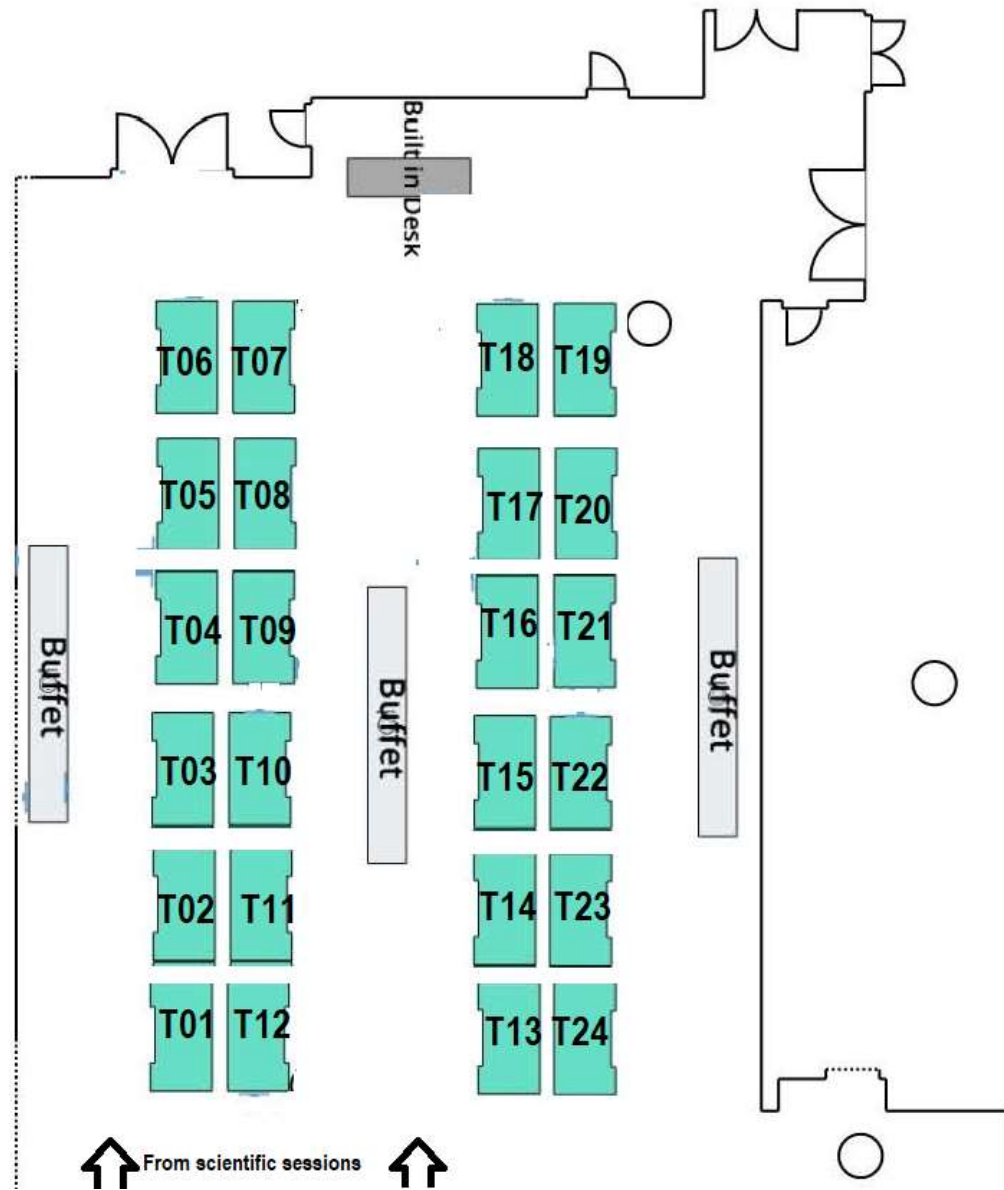 Built in Desk
T06 T07 T18 T19
T05 T08 T17 T20
T04 T09 T16 T21
Buffet Buffet Buffet
T03 T10 T15 T22
T02 T11 T14 T23
T01 T12 T13 T24
From scientific sessions